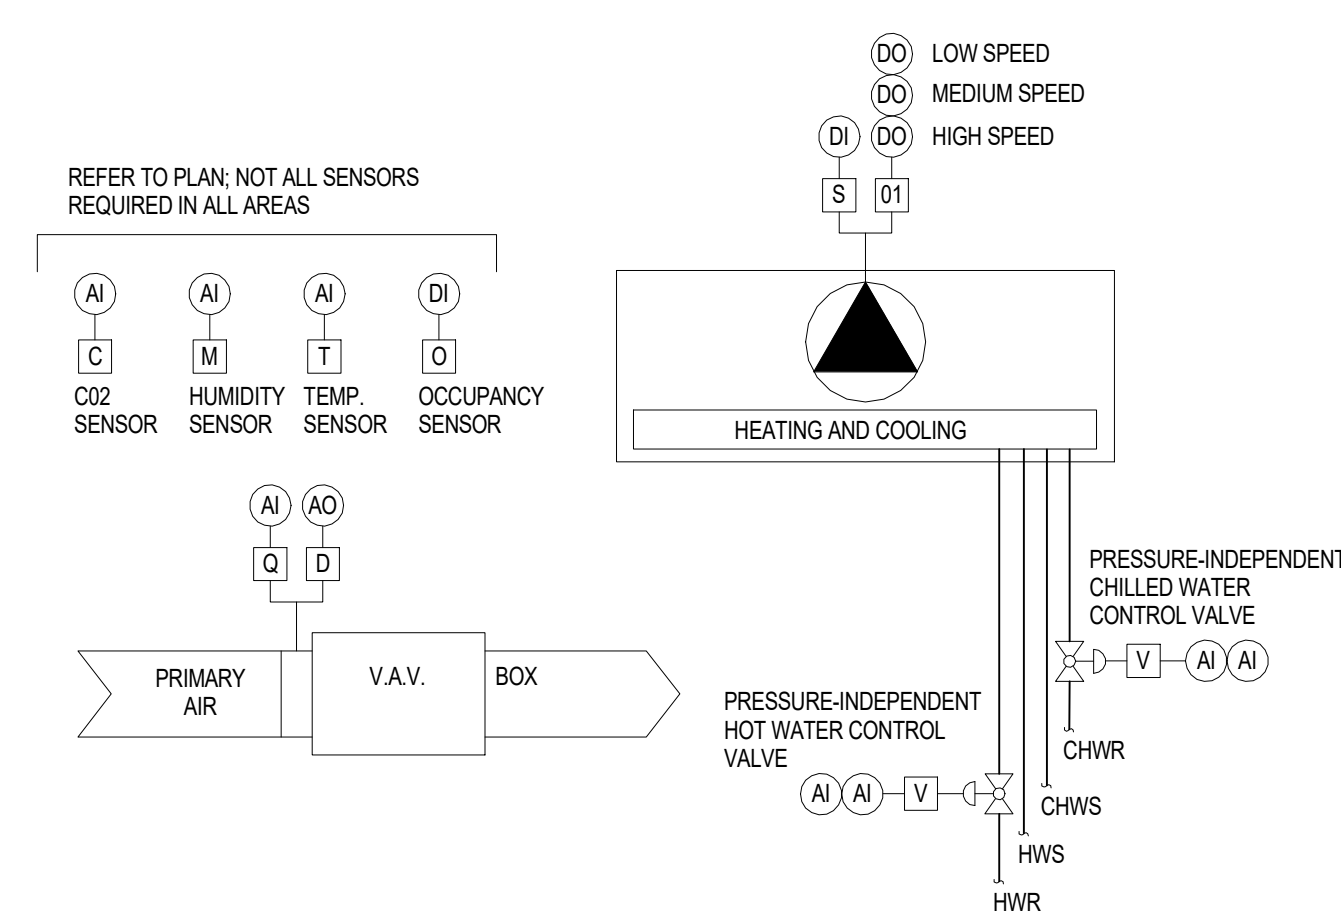 DO LOW SPEED
DO MEDIUM SPEED
DI DO HIGH SPEED
S 01
REFER TO PLAN; NOT ALL SENSORS
REQUIRED IN ALL AREAS
AI AI AI DI
C M T O
C02
SENSOR
HUMIDITY
SENSOR
TEMP.
SENSOR
OCCUPANCY
SENSOR
HEATING AND COOLING
AI AO
Q D
PRIMARY
AIR
V.A.V. BOX
PRESSURE-INDEPENDENT
CHILLED WATER
CONTROL VALVE
V AI AI
PRESSURE-INDEPENDENT
HOT WATER CONTROL
VALVE
AI AI V
CHWR
CHWS
HWS
HWR